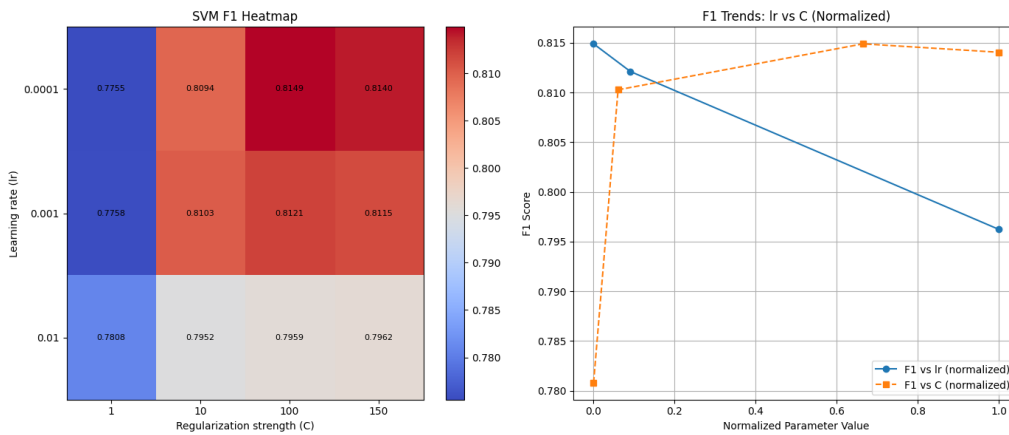 SVM F1 Heatmap
Learning rate (lr)
0.0001
0.001
0.01
0.7755 0.8094 0.8149 0.8140
0.7758 0.8103 0.8121 0.8115
0.7808 0.7952 0.7959 0.7962
1 10 100 150
Regularization strength (C)
0.810
0.805
0.800
0.795
0.790
0.785
0.780
F1 Trends: lr vs C (Normalized)
F1 Score
0.815
0.810
0.805
0.800
0.795
0.790
0.785
0.780
F1 vs lr (normalized)
F1 vs C (normalized)
0.0 0.2 0.4 0.6 0.8 1.0
Normalized Parameter Value